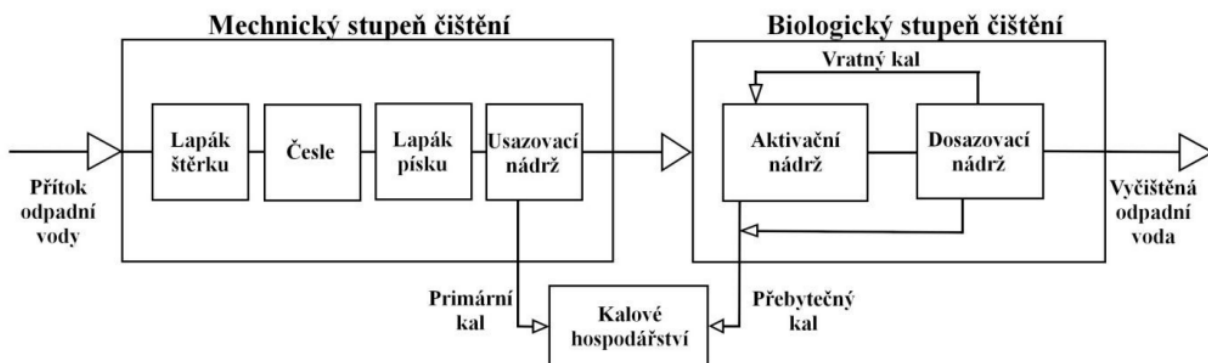 Mechnický stupeň čištění
Biologický stupeň čištění
Vratný kal
Lapák
štěrku
Česle
Lapák
písku
Usazovací
nádrž
Aktivační
nádrž
Dosazovací
nádrž
Přítok
odpadní
vody
Vyčištěná
odpadní
voda
Primární
kal
Kalové
hospodářství
Přebytečný
kal